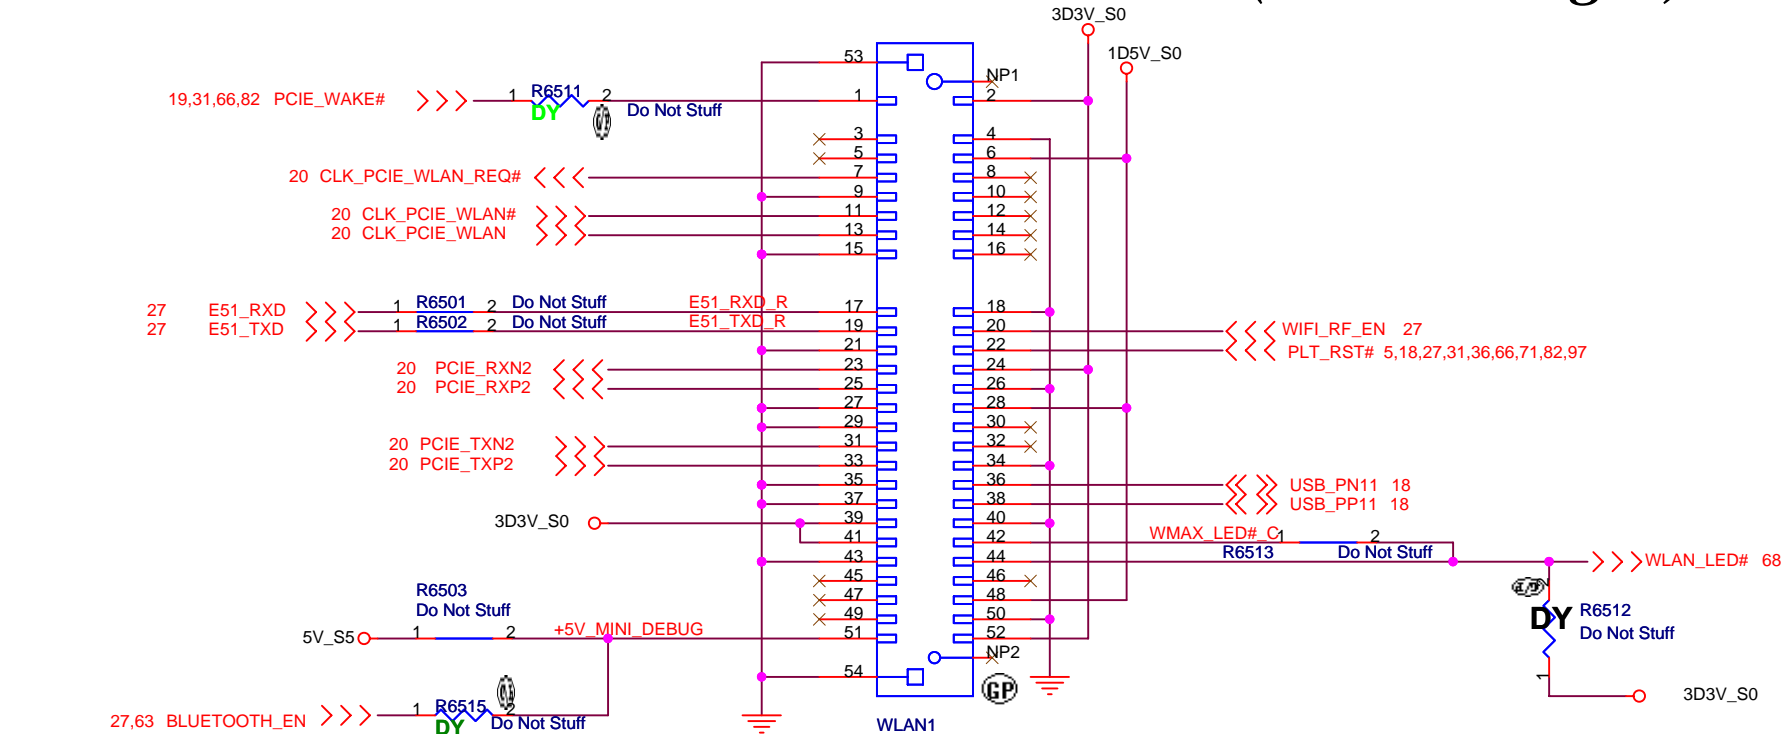 3D3V_S0
1D5V_S0
53
NP1
19,31,66,82 PCIE_WAKE# 1 R6511 2 Do Not Stuff 1 2
DY
3 4
5 6
20 CLK_PCIE_WLAN_REQ# 7 8
9 10
20 CLK_PCIE_WLAN# 11 12
20 CLK_PCIE_WLAN 13 14
15 16
27 E51_RXD 1 R6501 2 Do Not Stuff E51_RXD_R 17 18
27 E51_TXD 1 R6502 2 Do Not Stuff E51_TXD_R 19 20 WIFI_RF_EN 27
21 22 PLT_RST# 5,18,27,31,36,66,71,82,97
20 PCIE_RXN2 23 24
20 PCIE_RXP2 25 26
27 28
29 30
20 PCIE_TXN2 31 32
20 PCIE_TXP2 33 34
35 36 USB_PN11 18
37 38 USB_PP11 18
3D3V_S0 39 40
41 42 WMAX_LED#_C 1 2
R6513 Do Not Stuff
43 44 WLAN_LED# 68
45 46
R6503 47 48 2
Do Not Stuff 49 50 DY R6512
Do Not Stuff
5V_S5 1 2 +5V_MINI_DEBUG 51 52
NP2
54 GP 1
3D3V_S0
27,63 BLUETOOTH_EN 1 R6515 2 Do Not Stuff
DY
WLAN1